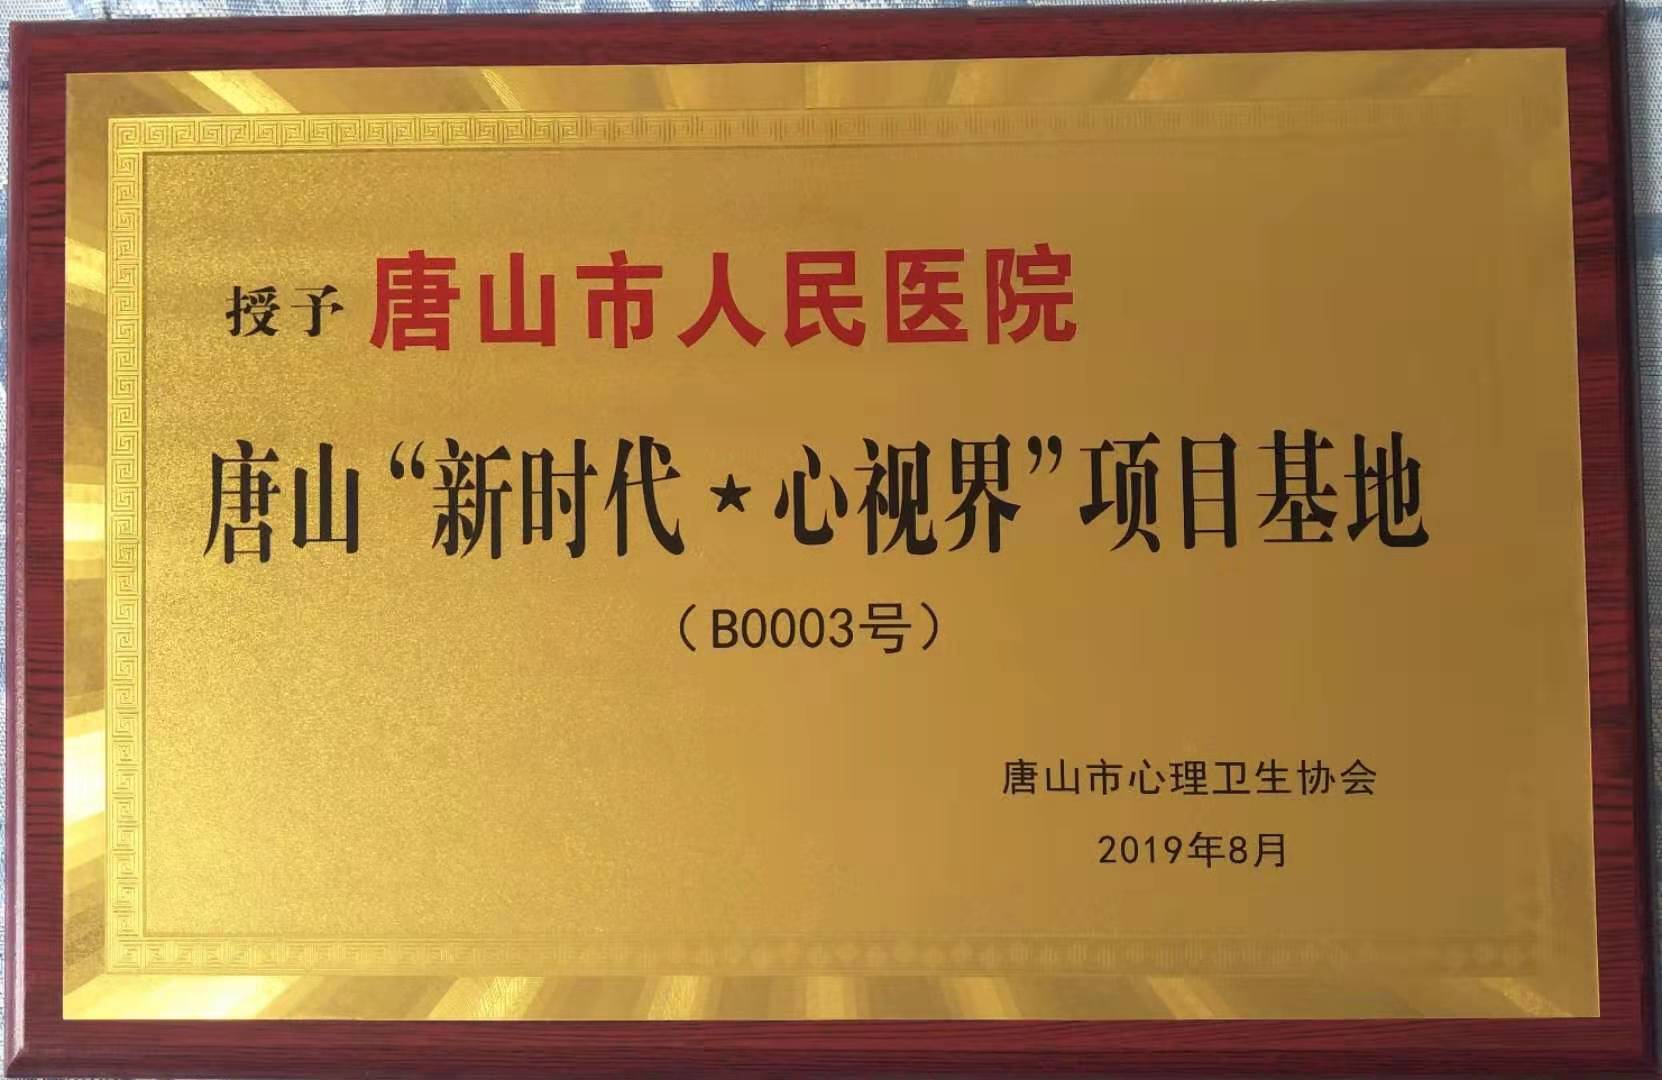 授予 唐山市人民医院
唐山“新时代★心视界”项目基地
（B0003号）
唐山市心理卫生协会
2019年8月